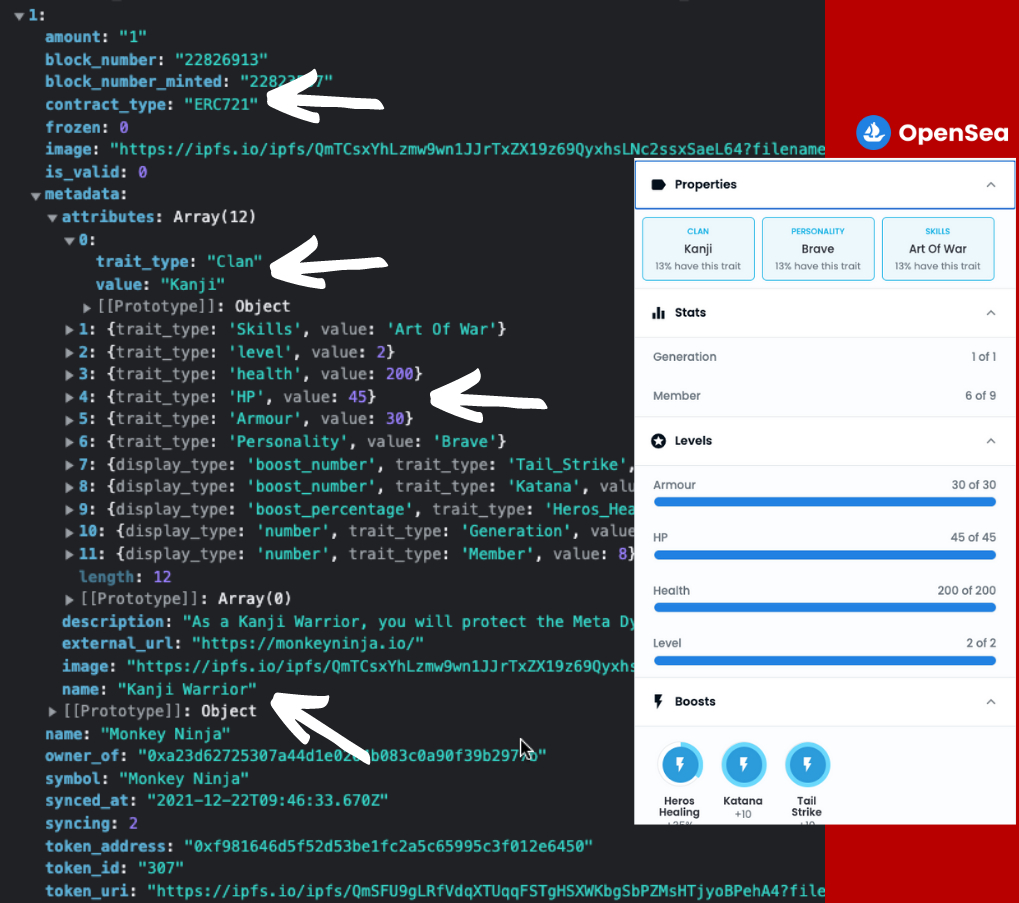 ▼1:
amount: "1"
block_number: "22826913"
block_number_minted:
contract_type: "ERC721"
frozen: 0
image: "https://ipfs.io/ipfs/QmTCsxYhLzmw9wn1JJrTxZX19z69QyxhsLNc2ssxSaeL64?filename
is_valid: 0
▼metadata:
▼attributes: Array(12)
▼0:
trait_type: "Clan"
value: "Kanji"
▶[[Prototype]]: Object
▶1: {trait_type: 'Skills', value: 'Art Of War'}
▶2: {trait_type: 'level', value: 2}
▶3: {trait_type: 'health', value: 200}
▶4: {trait_type: 'HP', value: 45}
▶5: {trait_type: 'Armour', value: 30}
▶6: {trait_type: 'Personality', value: 'Brave'}
▶7: {display_type: 'boost_number', trait_type: 'Tail_Strike',
▶8: {display_type: 'boost_number', trait_type: 'Katana', valu
▶9: {display_type: 'boost_percentage', trait_type: 'Heros_Hea
▶10: {display_type: 'number', trait_type: 'Generation', value
▶11: {display_type: 'number', trait_type: 'Member', value: 8}
length: 12
▶[[Prototype]]: Array(0)
description: "As a Kanji Warrior, you will protect the Meta Dy
external_url: "https://monkeyninja.io/"
image: "https://ipfs.io/ipfs/QmTCsxYhLzmw9wn1JJrTxZX19z69Qyxhs
name: "Kanji Warrior"
▶[[Prototype]]: Object
name: "Monkey Ninja"
owner_of:
symbol: "Monkey Ninja"
synced_at: "2021-12-22T09:46:33.670Z"
syncing: 2
token_address: "0xf981646d5f52d53be1fc2a5c65995c3f012e6450"
token_id: "307"
token_uri: "https://ipfs.io/ipfs/QmSFU9gLRfVdqXTUqqFSTgHSXWKbgSbPZMsHTjyoBPehA4?file
OpenSea
Properties
CLAN
Kanji
13% have this trait
PERSONALITY
Brave
13% have this trait
SKILLS
Art Of War
13% have this trait
Stats
Generation 1 of 1
Member 6 of 9
Levels
Armour 30 of 30
HP 45 of 45
Health 200 of 200
Level 2 of 2
Boosts
Heros
Healing
Katana
+10
Tail
Strike